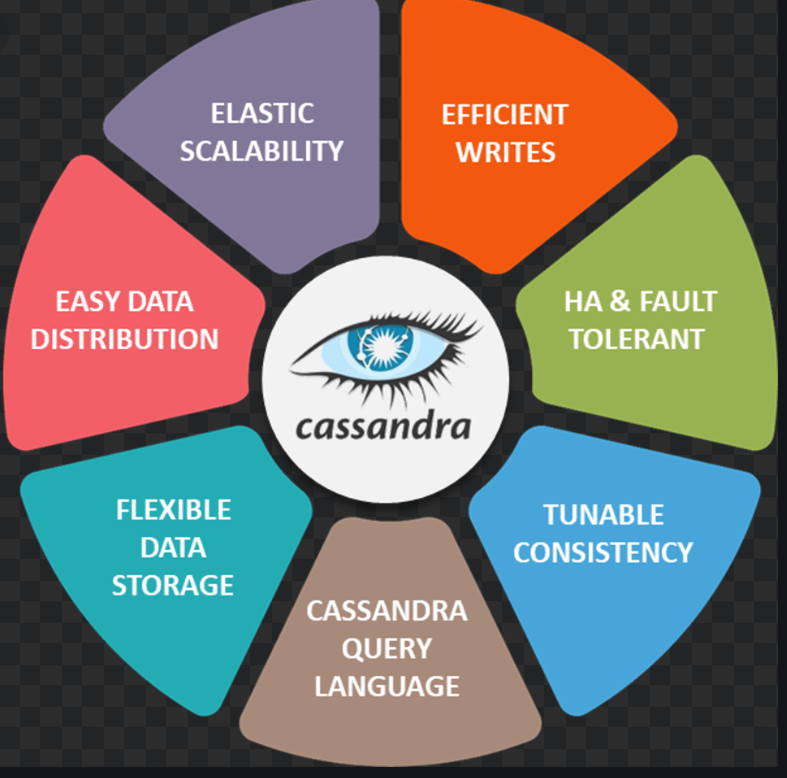 ELASTIC
SCALABILITY
EFFICIENT
WRITES
EASY DATA
DISTRIBUTION
HA & FAULT
TOLERANT
cassandra
FLEXIBLE
DATA
STORAGE
TUNABLE
CONSISTENCY
CASSANDRA
QUERY
LANGUAGE